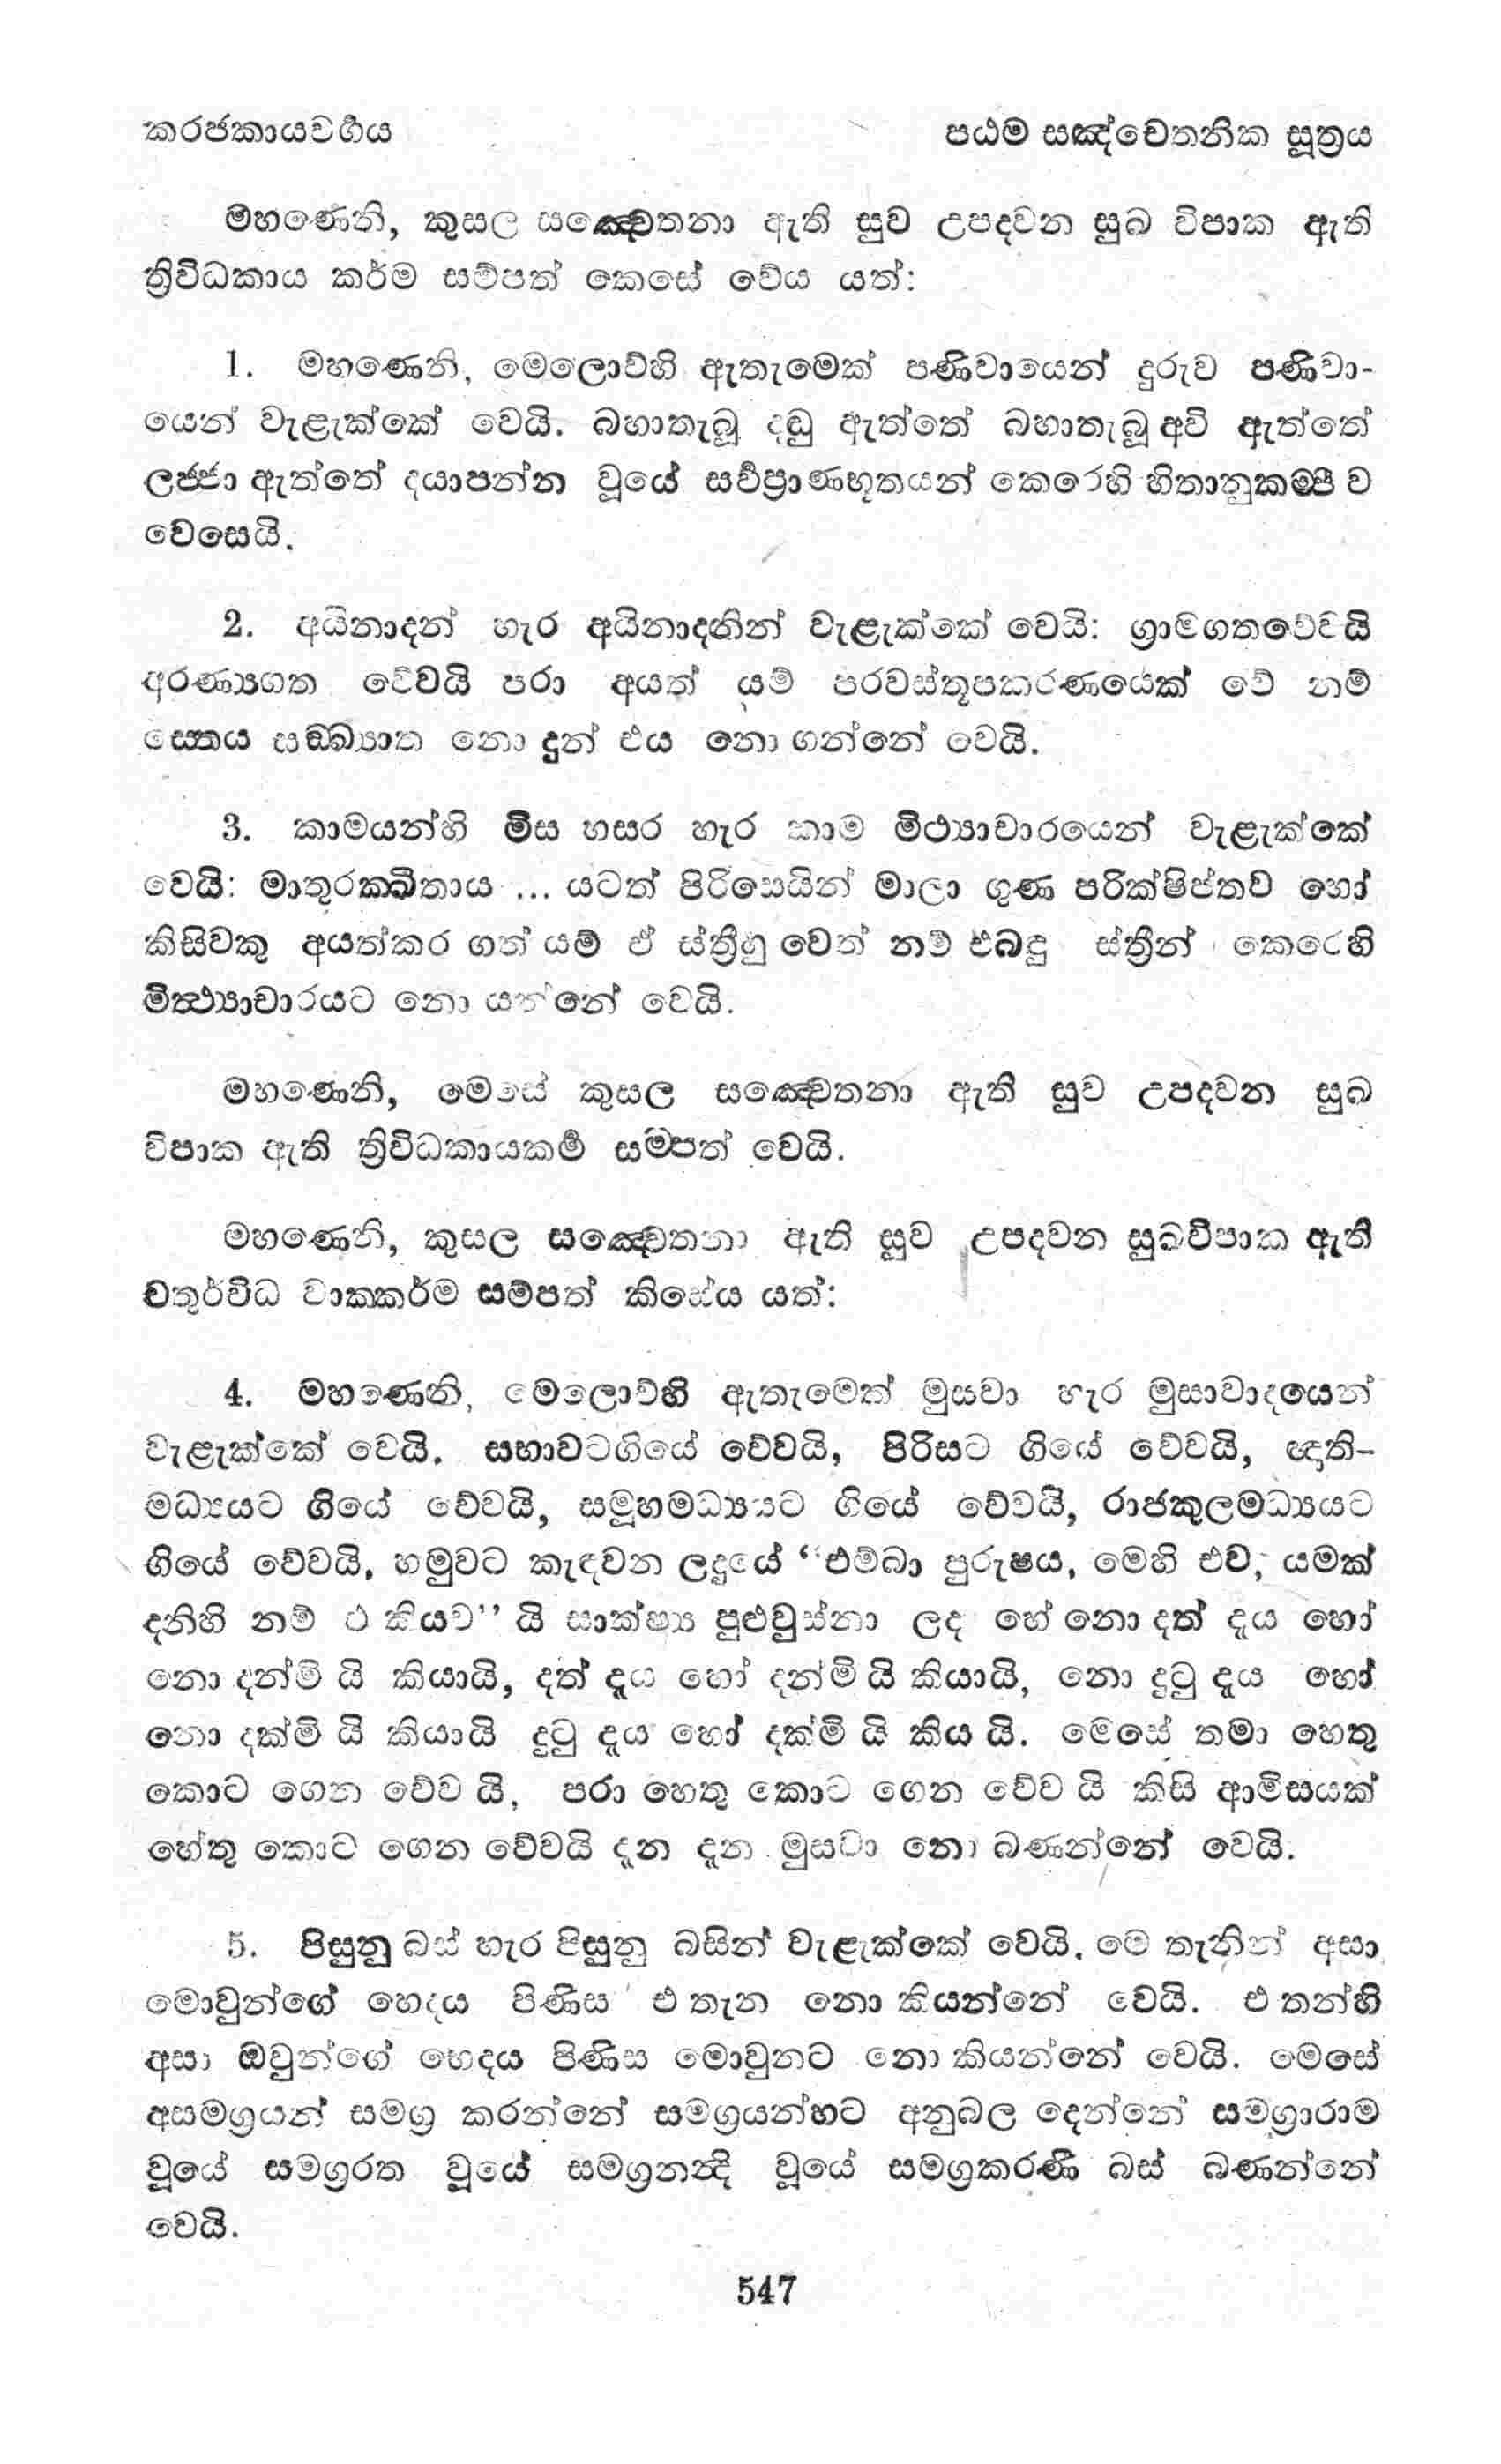 කරජකායවර්ගය පඨම සඤ්චෙතනික සූත්‍රය
මහණෙනි, කුසල සඤ්චෙතනා ඇති සුව උපදවන සුඛ විපාක ඇති
ත්‍රිවිධකාය කර්ම සම්පත් කෙසේ වේය යත්:
1. මහණෙනි, මෙලොව්හි ඇතැමෙක් පණිවායෙන් දුරුව පණිවා-
යෙන් වැළැක්කේ වෙයි. බහාතැබූ දඬු ඇත්තේ බහාතැබූ අවි ඇත්තේ
ලජ්ජා ඇත්තේ දයාපන්න වූයේ සර්වප්‍රාණභූතයන් කෙරෙහි හිතානුකම්පී ව
වෙසෙයි.
2. අයිනාදන් හැර අයිනාදනින් වැළැක්කේ වෙයි: ග්‍රාමගතවේවයි
අරණ්‍යගත වේවයි පරා අයත් යම් පරවස්තූපකරණයෙක් වේ නම්
ස්තෙය සඞ්ඛ්‍යාත නො දුන් එය නො ගන්නේ වෙයි.
3. කාමයන්හි මිස හසර හැර කාම මිථ්‍යාචාරයෙන් වැළැක්කේ
වෙයි: මාතුරක්ඛිතාය ... යටත් පිරිසෙයින් මාලා ගුණ පරික්ෂිප්තව හෝ
කිසිවකු අයත්කර ගත් යම් ඒ ස්ත්‍රීහු වෙත් නම් එබඳු ස්ත්‍රීන් කෙරෙහි
මිත්‍ථ්‍යාචාරයට නො යන්නේ වෙයි.
මහණෙනි, මෙසේ කුසල සඤ්චෙතනා ඇති සුව උපදවන සුඛ
විපාක ඇති ත්‍රිවිධකායකර්ම සම්පත් වෙයි.
මහණෙනි, කුසල සඤ්චෙතනා ඇති සුව උපදවන සුඛවිපාක ඇති
චතුර්විධ වාක්කර්ම සම්පත් කිසේය යත්:
4. මහණෙනි, මෙලොව්හි ඇතැමෙක් මුසවා හැර මුසාවාදයෙන්
වැළැක්කේ වෙයි. සභාවටගියේ වේවයි, පිරිසට ගියේ වේවයි, ඥාති-
මධ්‍යයට ගියේ වේවයි, සමූහමධ්‍යයට ගියේ වේවයි, රාජකුලමධ්‍යයට
ගියේ වේවයි, හමුවට කැඳවන ලදුයේ “එම්බා පුරුෂය, මෙහි එව, යමක්
දනිහි නම් එ කියව” යි සාක්ෂ්‍ය පුළුවුස්නා ලද හේ නො දත් දෑය හෝ
නො දන්මි යි කියායි, දත් දෑය හෝ දන්මි යි කියායි, නො දුටු දෑය හෝ
නො දක්මි යි කියායි දුටු දෑය හෝ දක්මි යි කිය යි. මෙසේ තමා හෙතු
කොට ගෙන වේව යි, පරා හෙතු කොට ගෙන වේව යි කිසි ආමිසයක්
හේතු කොට ගෙන වේවයි දැන දැන මුසවා නො බණන්නේ වෙයි.
5. පිසුනු බස් හැර පිසුනු බසින් වැළැක්කේ වෙයි. මෙ තැනින් අසා
මොවුන්ගේ භෙදය පිණිස එ තැන නො කියන්නේ වෙයි. එ තන්හි
අසා ඔවුන්ගේ භෙදය පිණිස මොවුනට නො කියන්නේ වෙයි. මෙසේ
අසමග්‍රයන් සමග්‍ර කරන්නේ සමග්‍රයන්හට අනුබල දෙන්නේ සමග්‍රාරාම
වූයේ සමග්‍රරත වූයේ සමග්‍රනන්‍දි වූයේ සමග්‍රකරණී බස් බණන්නේ
වෙයි.
547